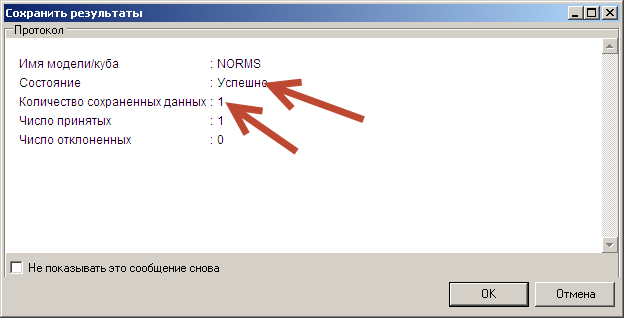 Сохранить результаты
Протокол
Имя модели/куба : NORMS
Состояние : Успешно
Количество сохраненных данных : 1
Число принятых : 1
Число отклоненных : 0
Не показывать это сообщение снова
OK Отмена